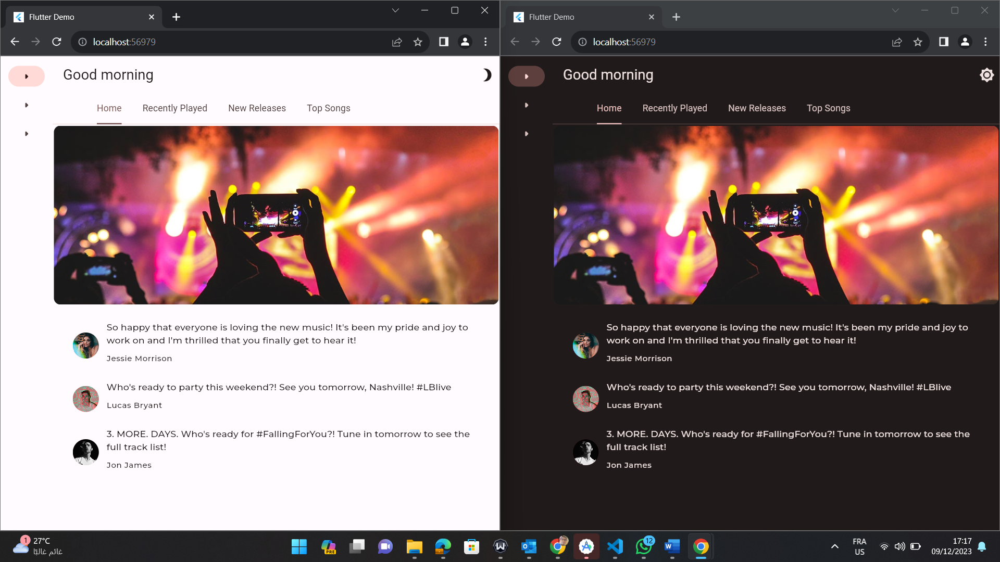 Flutter Demo
localhost:56979
Good morning
Home
Recently Played
New Releases
Top Songs
So happy that everyone is loving the new music! It's been my pride and joy to
work on and I'm thrilled that you finally get to hear it!
Jessie Morrison
Who's ready to party this weekend?! See you tomorrow, Nashville! #LBlive
Lucas Bryant
3. MORE. DAYS. Who's ready for #FallingForYou?! Tune in tomorrow to see the
full track list!
Jon James
Flutter Demo
localhost:56979
Good morning
Home
Recently Played
New Releases
Top Songs
So happy that everyone is loving the new music! It's been my pride and joy to
work on and I'm thrilled that you finally get to hear it!
Jessie Morrison
Who's ready to party this weekend?! See you tomorrow, Nashville! #LBlive
Lucas Bryant
3. MORE. DAYS. Who's ready for #FallingForYou?! Tune in tomorrow to see the
full track list!
Jon James
1
27°C
غائم غالبًا
PRE
W
12
W
FRA
US
17:17
09/12/2023